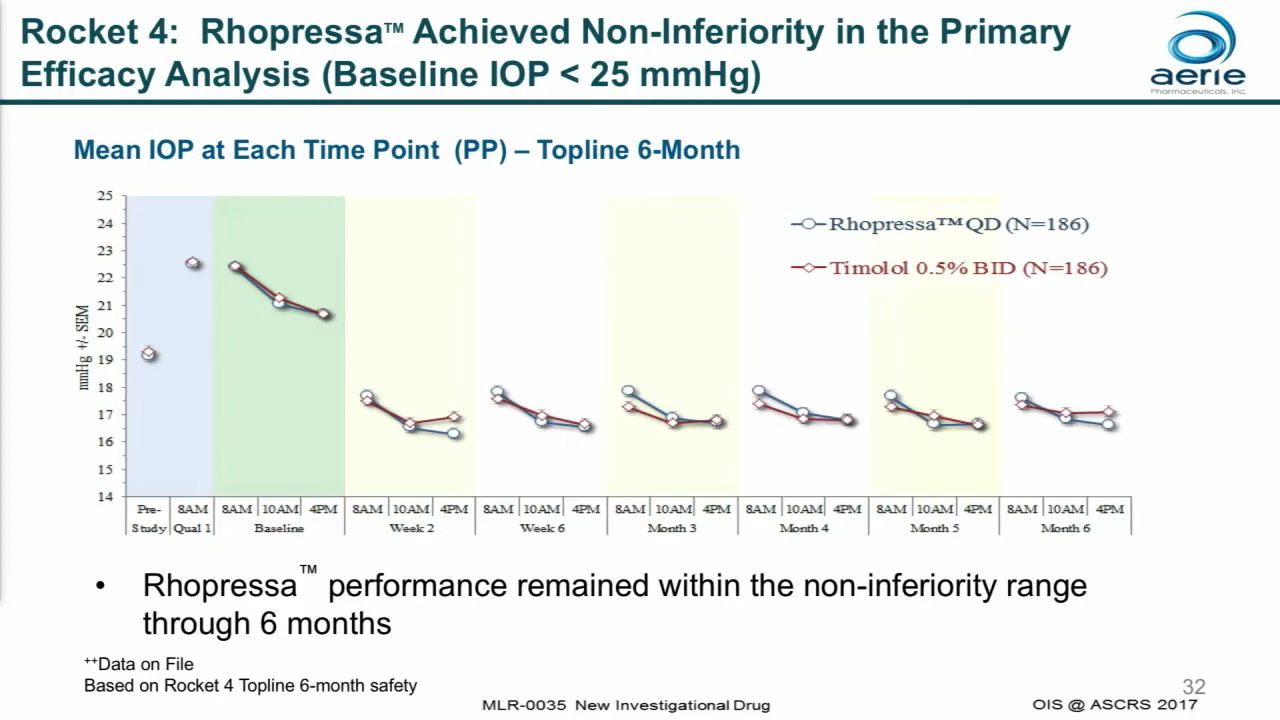 Rocket 4: Rhopressa™ Achieved Non-Inferiority in the Primary
Efficacy Analysis (Baseline IOP < 25 mmHg)
aerie
Pharmaceuticals, Inc.
Mean IOP at Each Time Point (PP) – Topline 6-Month
25
24
23
22
21
20
19
18
17
16
15
14
mmHg +/- SEM
Rhopressa™ QD (N=186)
Timolol 0.5% BID (N=186)
Pre- 8AM 8AM 10AM 4PM 8AM 10AM 4PM 8AM 10AM 4PM 8AM 10AM 4PM 8AM 10AM 4PM 8AM 10AM 4PM 8AM 10AM 4PM
Study Qual 1 Baseline Week 2 Week 6 Month 3 Month 4 Month 5 Month 6
• Rhopressa™ performance remained within the non-inferiority range
through 6 months
++Data on File
Based on Rocket 4 Topline 6-month safety
32
MLR-0035 New Investigational Drug
OIS @ ASCRS 2017